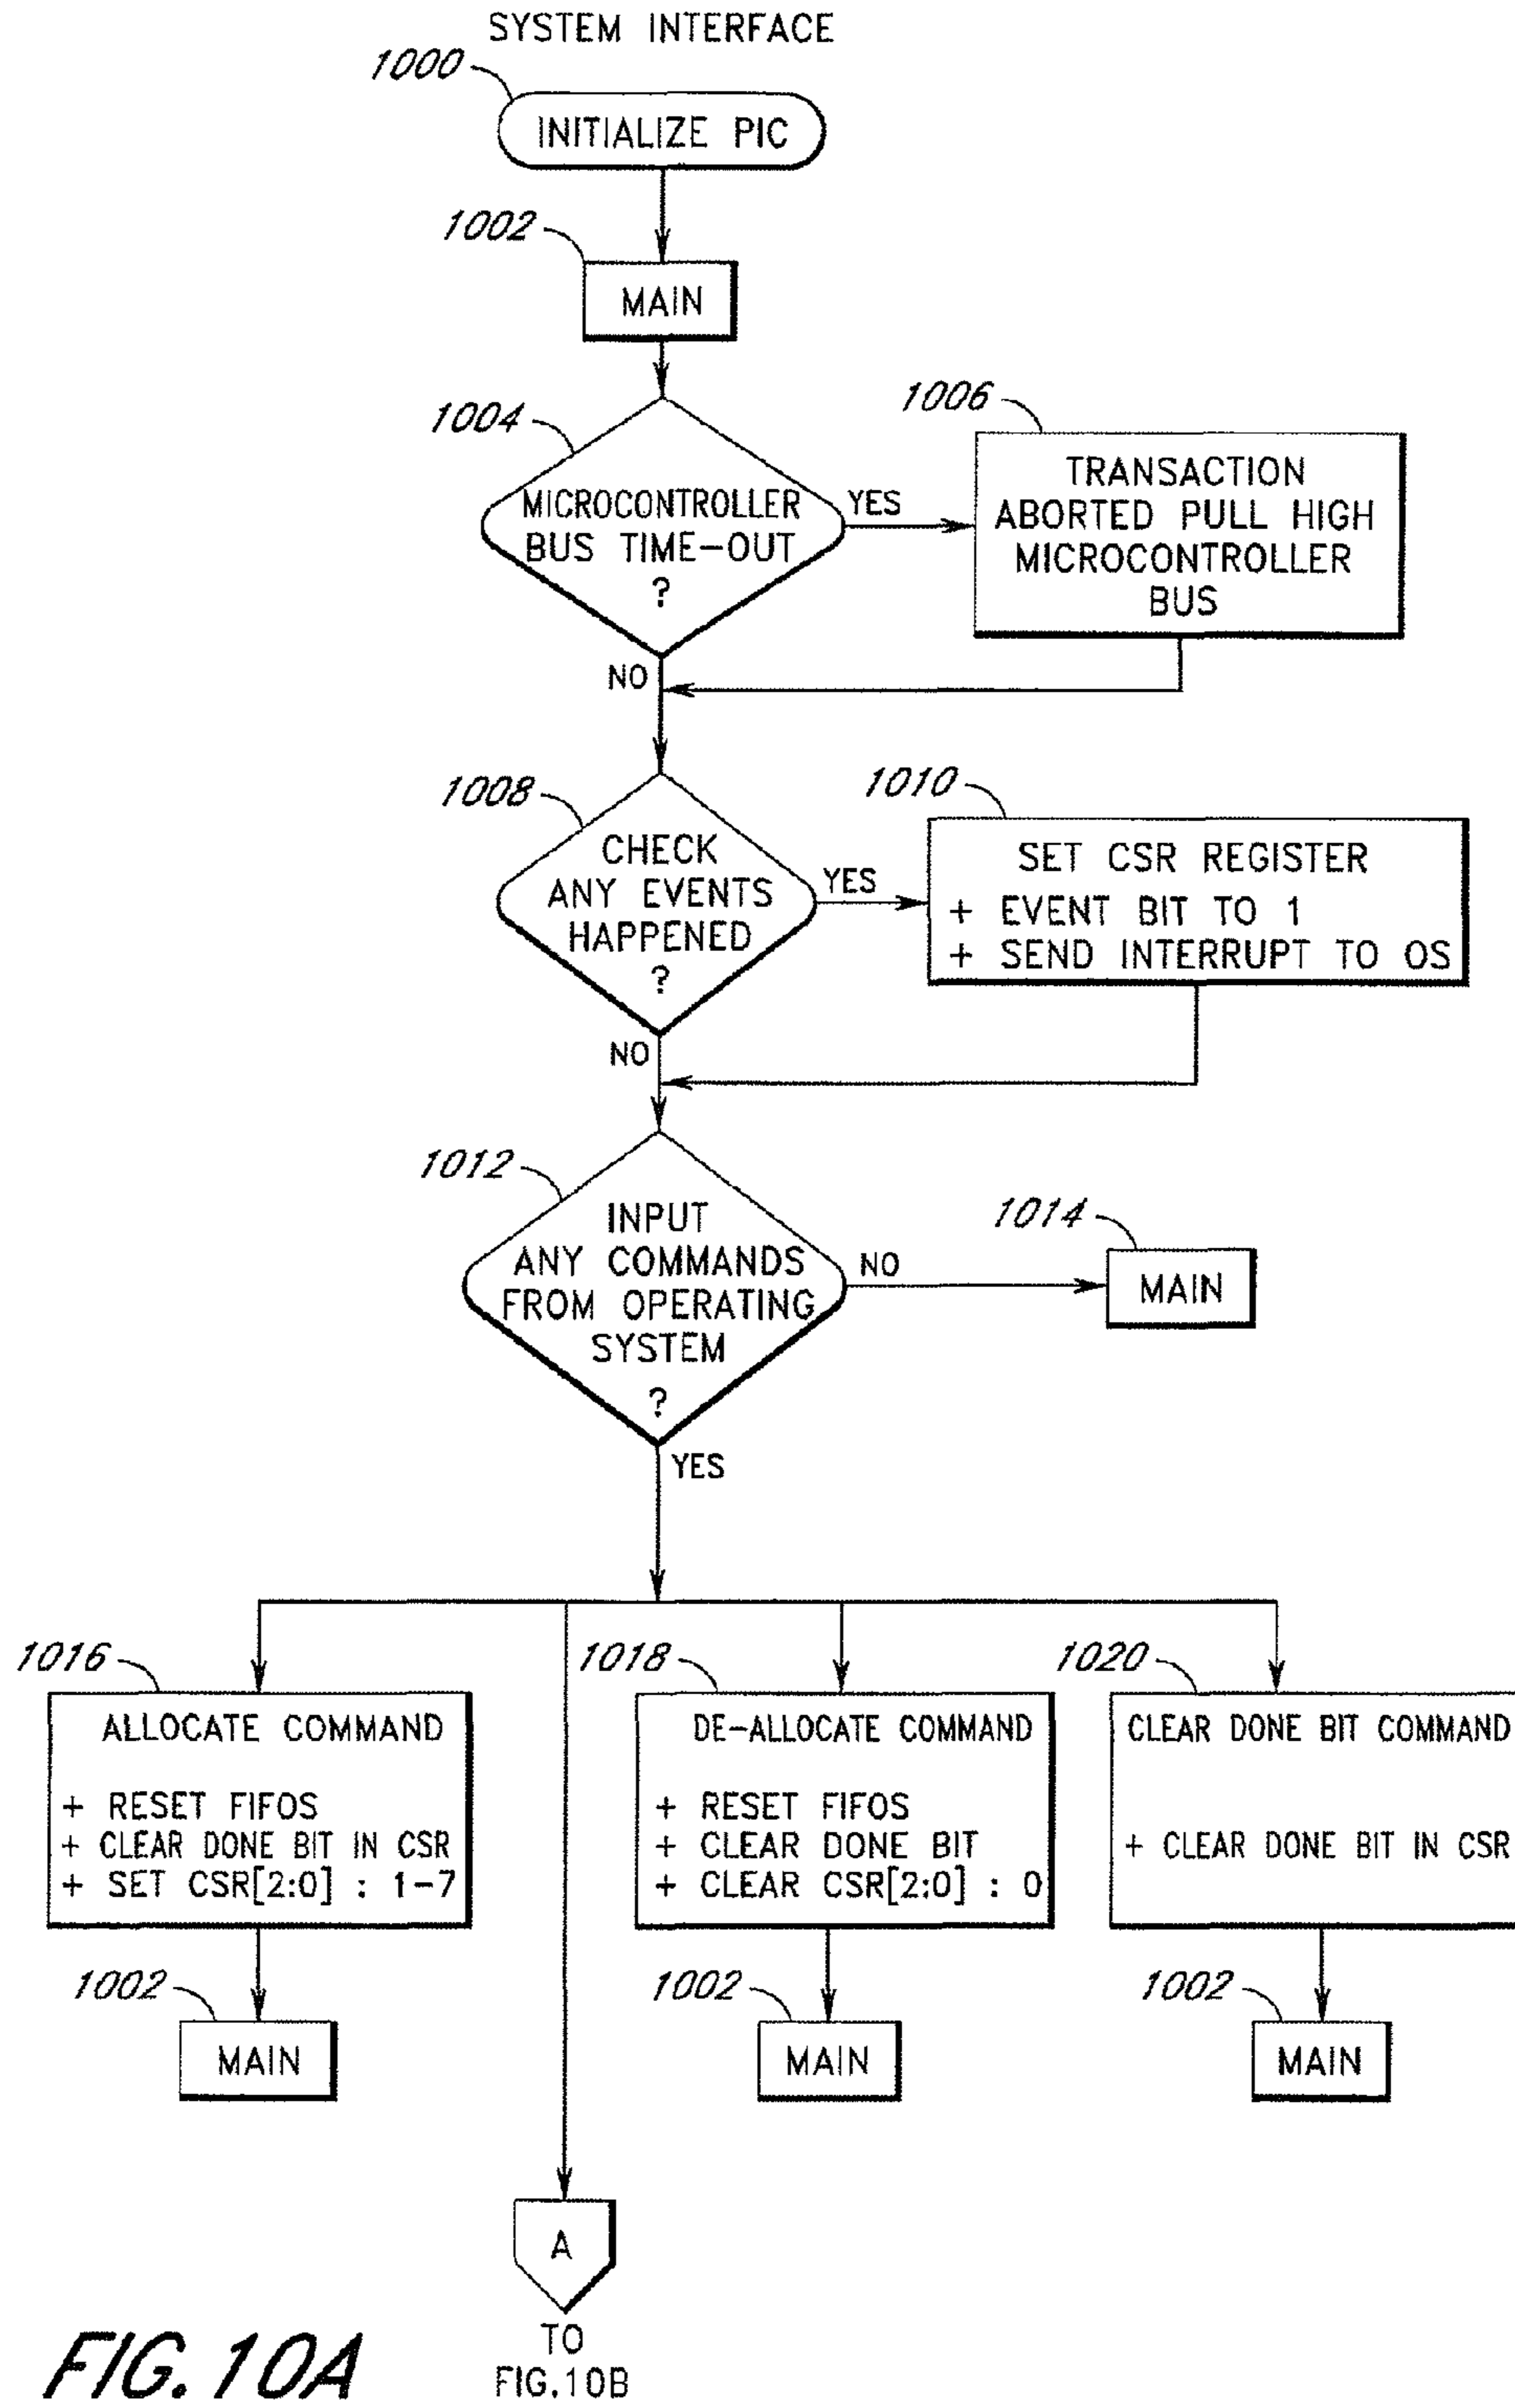 SYSTEM INTERFACE
1000
INITIALIZE PIC
1002
MAIN
1004
MICROCONTROLLER
BUS TIME-OUT
?
YES
NO
1006
TRANSACTION
ABORTED PULL HIGH
MICROCONTROLLER
BUS
1008
CHECK
ANY EVENTS
HAPPENED
?
YES
NO
1010
SET CSR REGISTER
+ EVENT BIT TO 1
+ SEND INTERRUPT TO OS
1012
INPUT
ANY COMMANDS
FROM OPERATING
SYSTEM
?
NO
1014
MAIN
YES
1016
ALLOCATE COMMAND
+ RESET FIFOS
+ CLEAR DONE BIT IN CSR
+ SET CSR[2:0] : 1-7
1002
MAIN
1018
DE-ALLOCATE COMMAND
+ RESET FIFOS
+ CLEAR DONE BIT
+ CLEAR CSR[2:0] : 0
1002
MAIN
1020
CLEAR DONE BIT COMMAND
+ CLEAR DONE BIT IN CSR
1002
MAIN
A
TO
FIG.10B
FIG. 10A